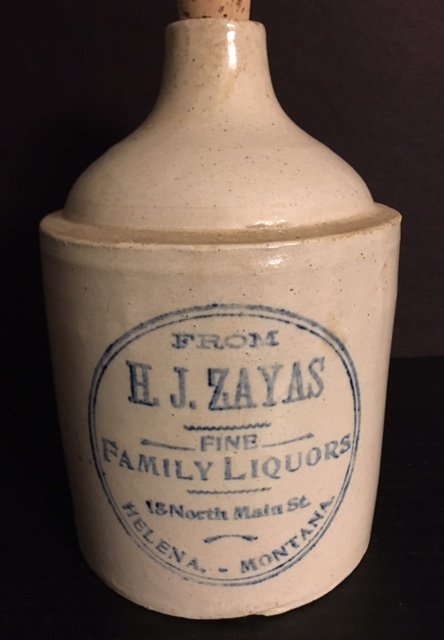 FROM
H. J. ZAYAS
FINE
FAMILY LIQUORS
15 North Main St.
HELENA. - MONTANA.